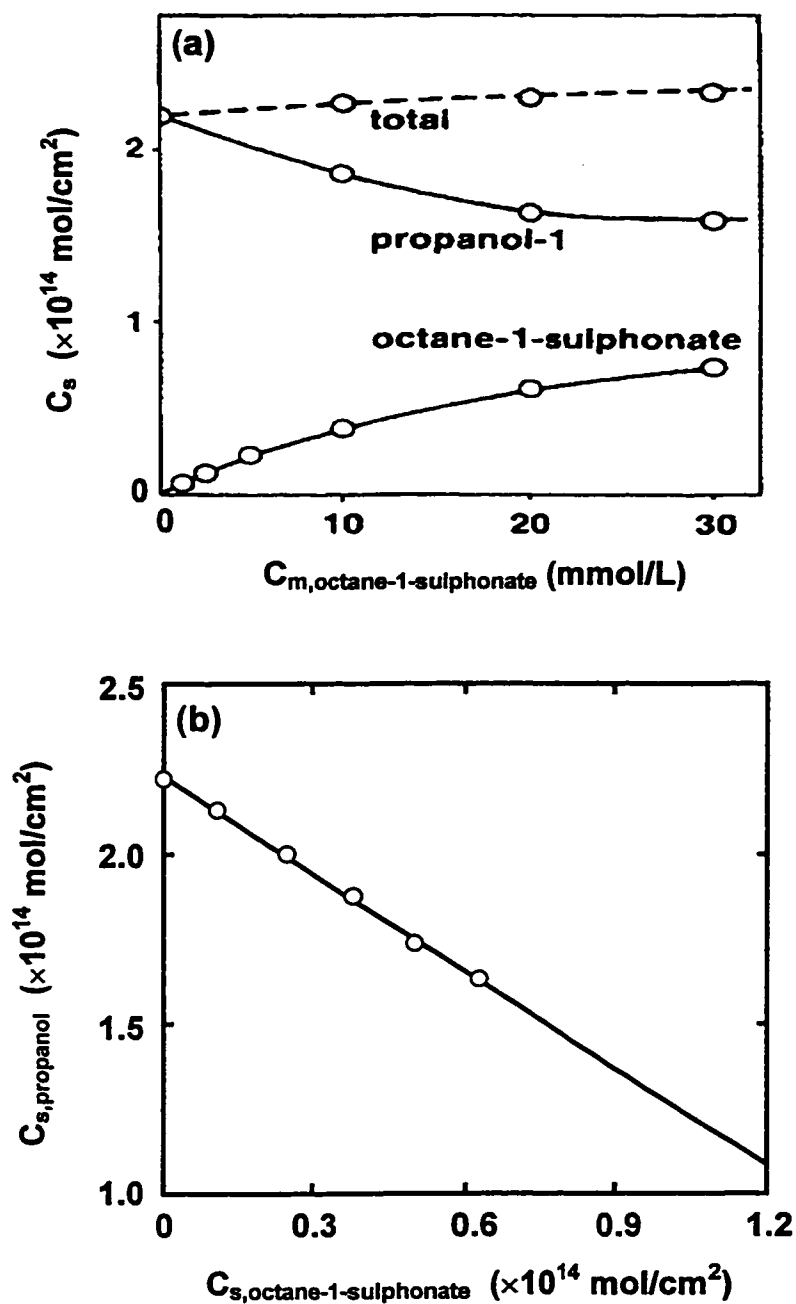 (a)
2
1
0
total
propanol-1
octane-1-sulphonate
Cₛ (×10¹⁴ mol/cm²)
0 10 20 30
Cm,octane-1-sulphonate (mmol/L)
(b)
2.5
2.0
1.5
1.0
Cs,propanol (×10¹⁴ mol/cm²)
0 0.3 0.6 0.9 1.2
Cs,octane-1-sulphonate (×10¹⁴ mol/cm²)